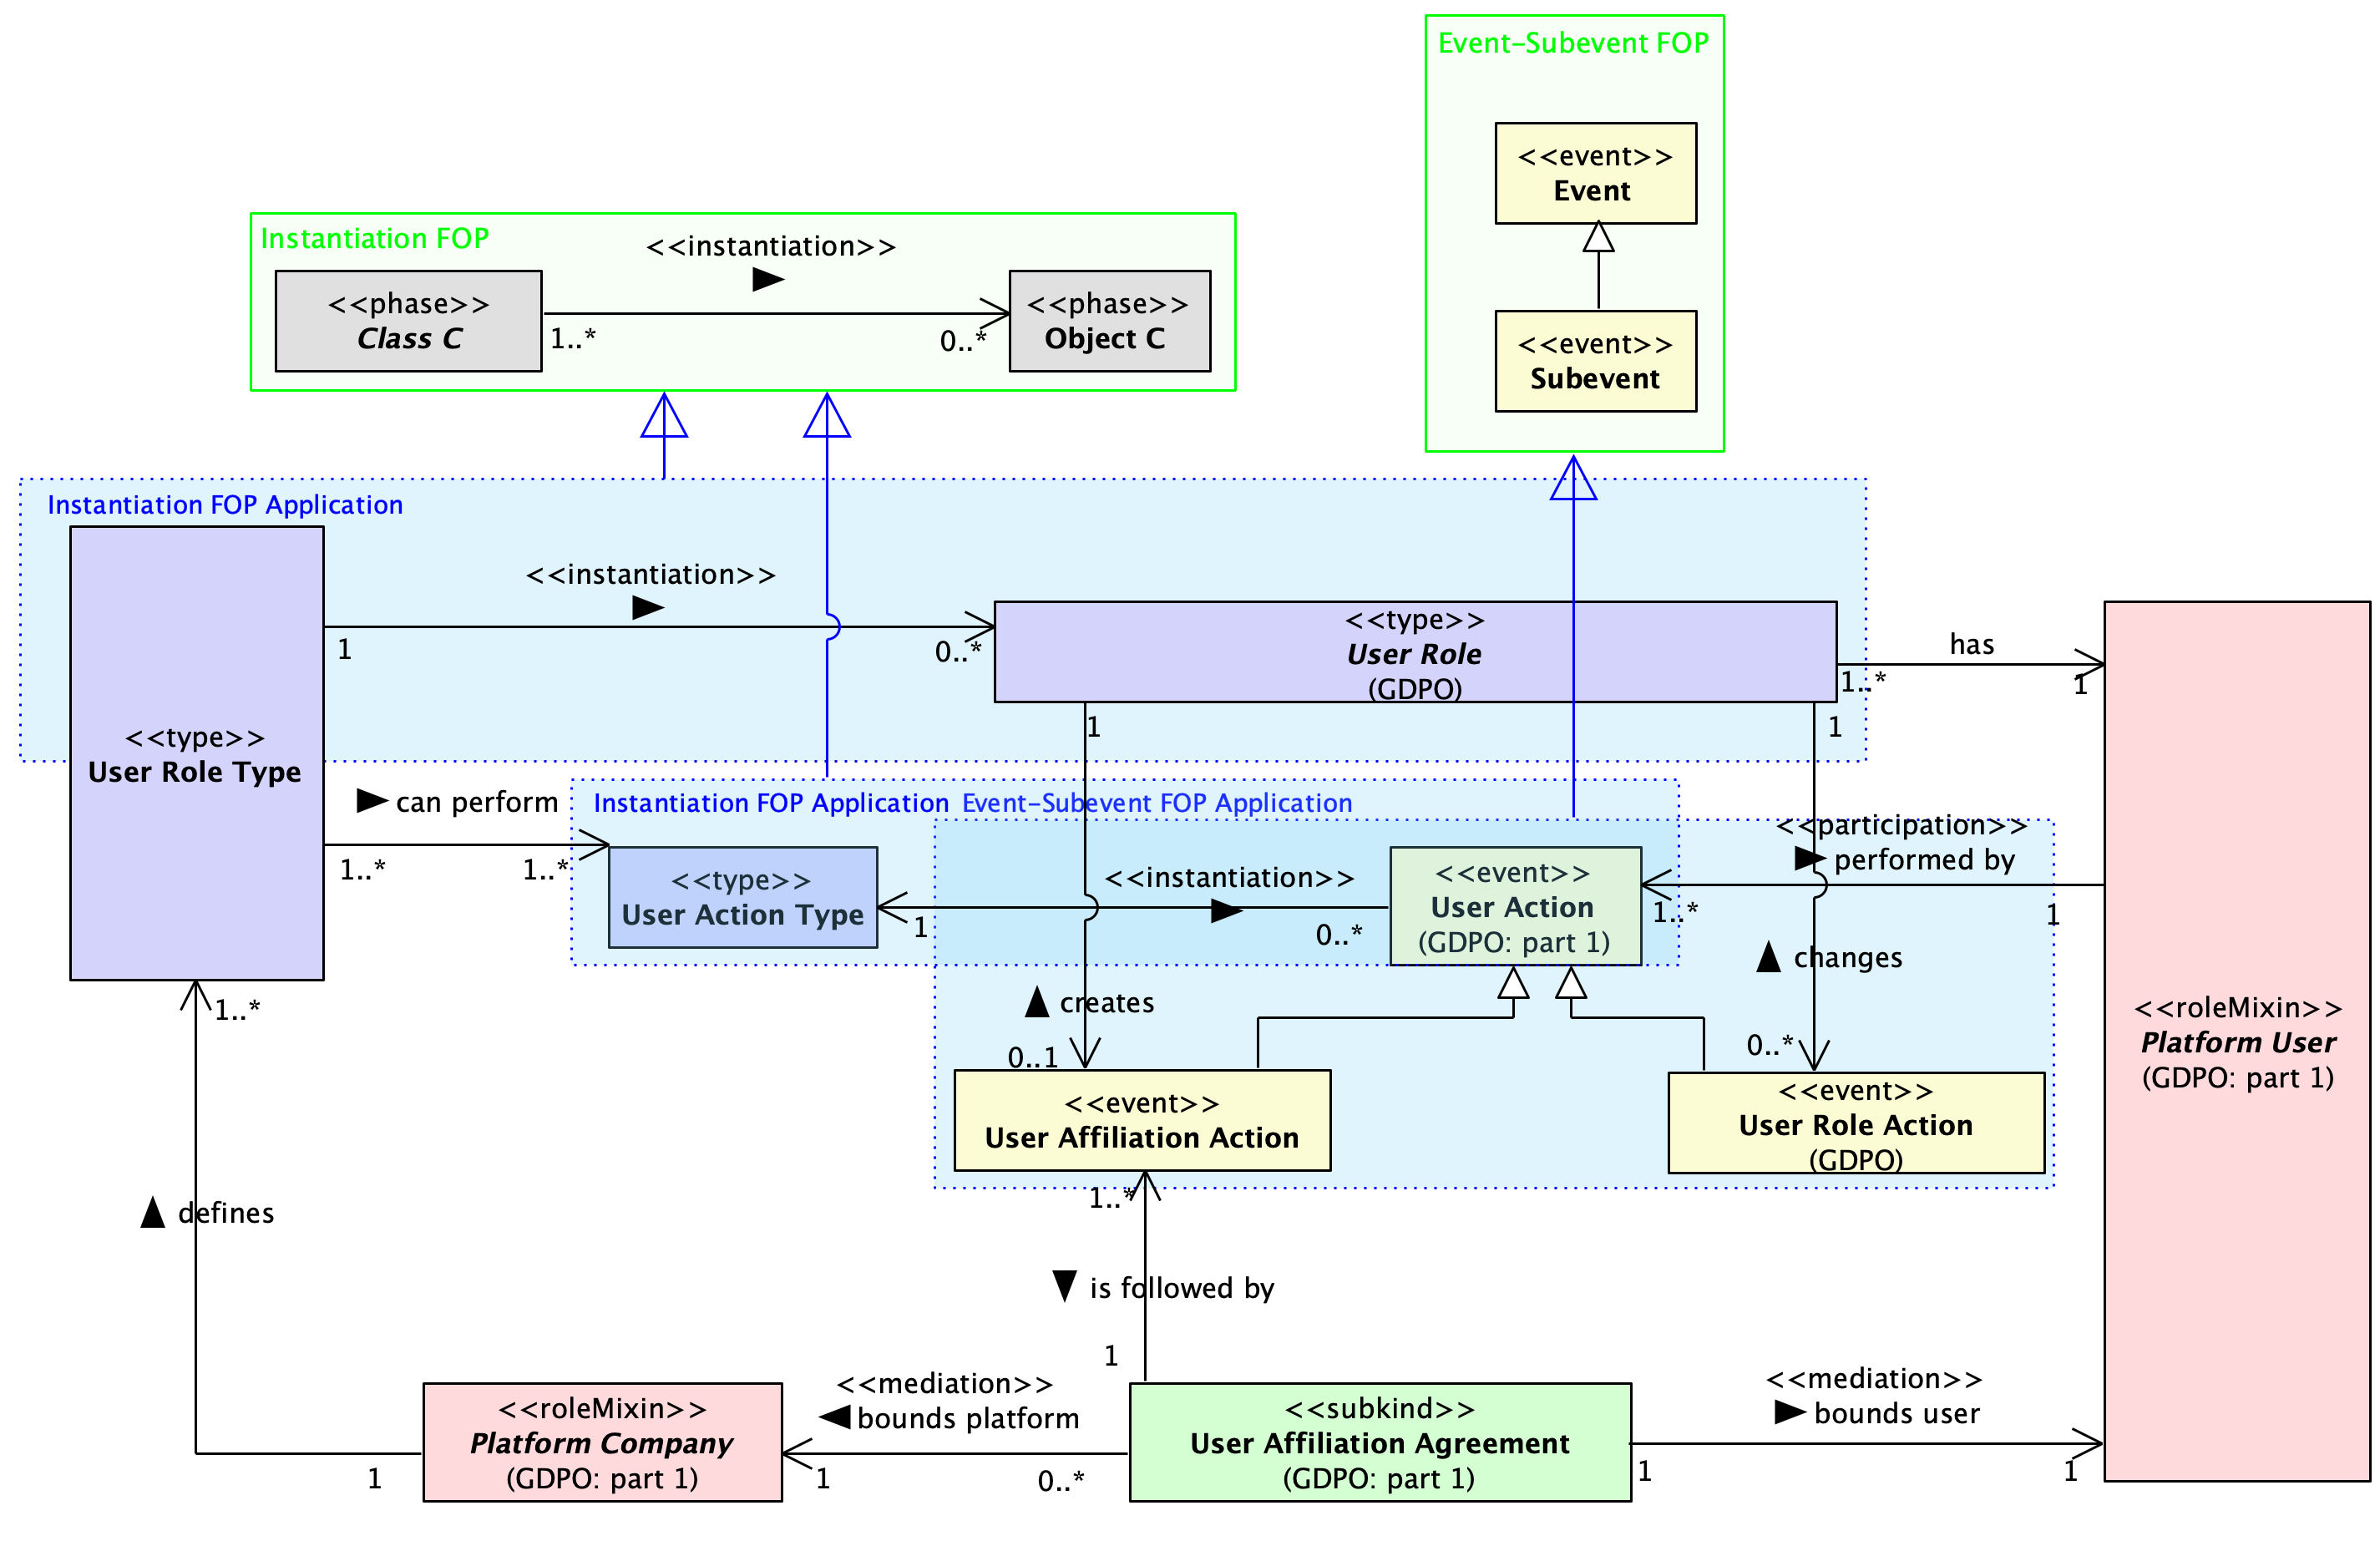 Event-Subevent FOP
<<event>>
Event
<<event>>
Subevent
Instantiation FOP
<<instantiation>>
<<phase>>
Class C
1..*
0..*
<<phase>>
Object C
Instantiation FOP Application
<<instantiation>>
1
0..*
<<type>>
User Role
(GDPO)
has
1..*
1
<<type>>
User Role Type
1
1
can perform
1..*
1..*
Instantiation FOP Application
Event-Subevent FOP Application
<<type>>
User Action Type
<<instantiation>>
1
0..*
<<event>>
User Action
(GDPO: part 1)
<<participation>>
performed by
1..*
1
creates
0..1
changes
0..*
<<event>>
User Affiliation Action
<<event>>
User Role Action
(GDPO)
<<roleMixin>>
Platform User
(GDPO: part 1)
1..*
defines
1
1..*
is followed by
1
<<roleMixin>>
Platform Company
(GDPO: part 1)
<<mediation>>
bounds platform
1
0..*
<<subkind>>
User Affiliation Agreement
(GDPO: part 1)
<<mediation>>
bounds user
1
1